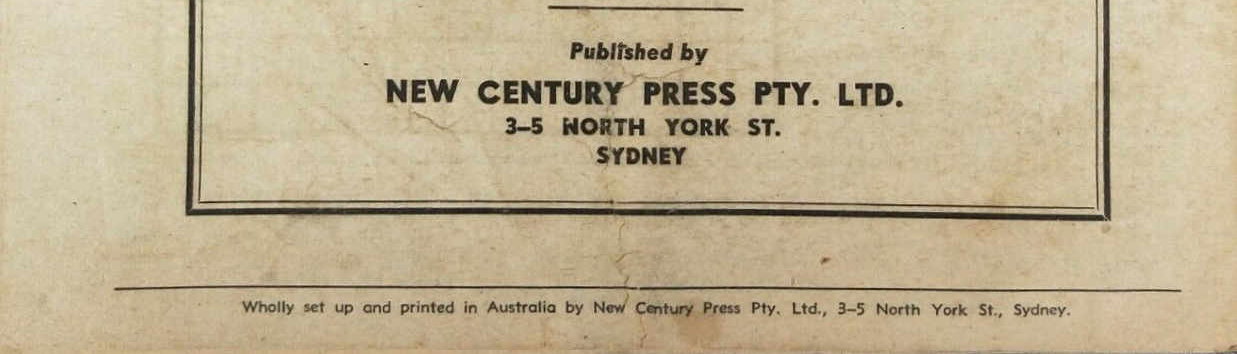 Published by
NEW CENTURY PRESS PTY. LTD.
3–5 NORTH YORK ST.
SYDNEY
Wholly set up and printed in Australia by New Century Press Pty. Ltd., 3–5 North York St., Sydney.